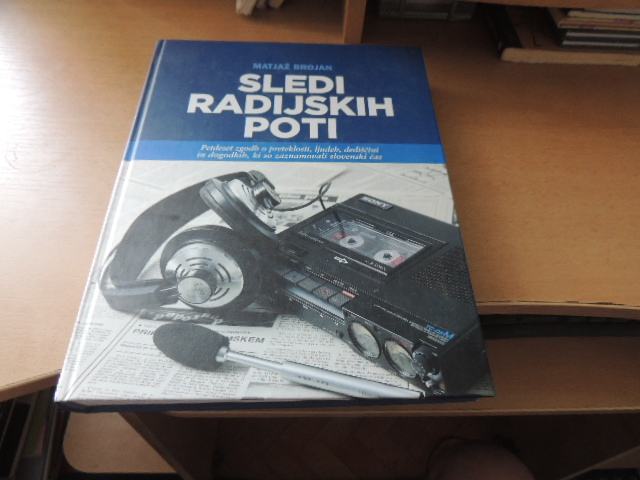 MATJAŽ BROJAN
SLEDI
RADIJSKIH
POTI
Petdeset zgodb o preteklosti, ljudeh, dediščini
in dogodkih, ki so zaznamovali slovenski čas
SONY